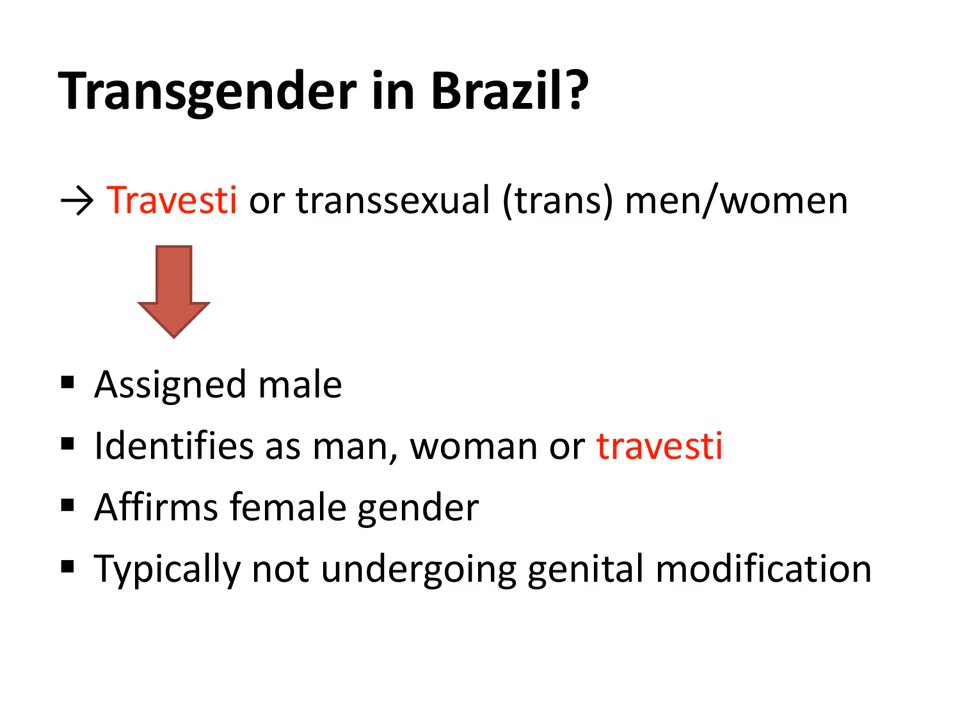 Transgender in Brazil?
→ Travesti or transsexual (trans) men/women
▪ Assigned male
▪ Identifies as man, woman or travesti
▪ Affirms female gender
▪ Typically not undergoing genital modification